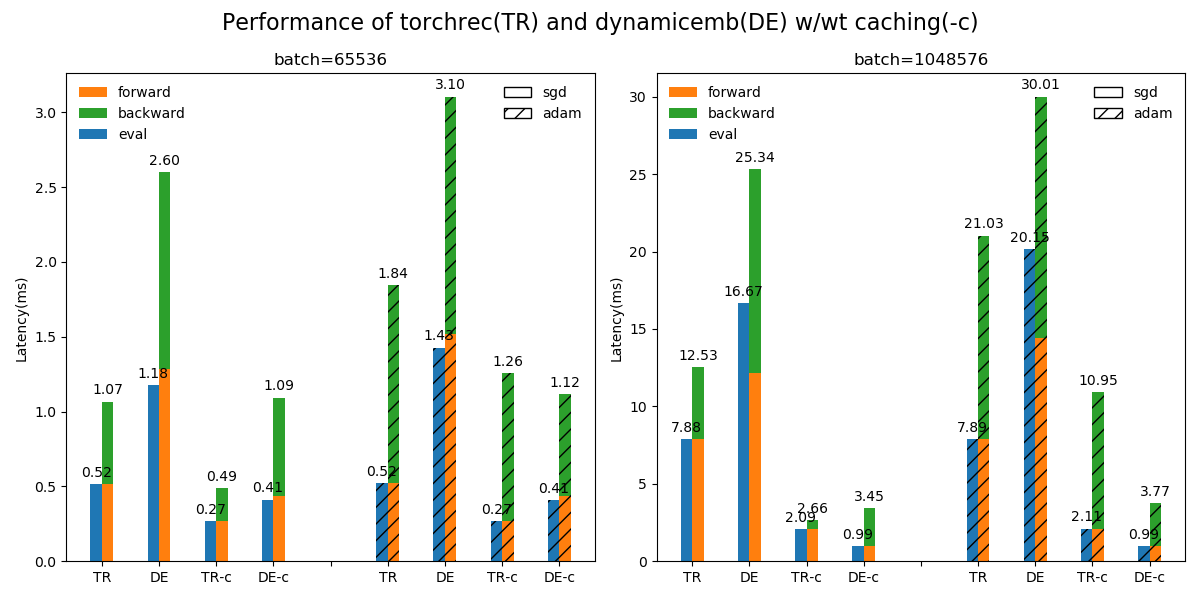 Performance of torchrec(TR) and dynamicemb(DE) w/wt caching(-c)
batch=65536
forward
backward
eval
sgd
adam
Latency(ms)
3.0
2.5
2.0
1.5
1.0
0.5
0.0
0.52
1.07
1.18
2.60
0.27
0.49
0.41
1.09
0.52
1.84
1.43
3.10
0.27
1.26
0.41
1.12
TR
DE
TR-c
DE-c
TR
DE
TR-c
DE-c
batch=1048576
forward
backward
eval
sgd
adam
Latency(ms)
30
25
20
15
10
5
0
7.88
12.53
16.67
25.34
2.09
2.66
0.99
3.45
7.89
21.03
20.15
30.01
2.11
10.95
0.99
3.77
TR
DE
TR-c
DE-c
TR
DE
TR-c
DE-c